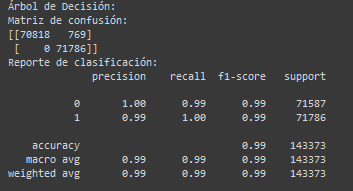 Árbol de Decisión:
Matriz de confusión:
[[70818   769]
 [    0 71786]]
Reporte de clasificación:
              precision    recall  f1-score   support

           0       1.00      0.99      0.99     71587
           1       0.99      1.00      0.99     71786

    accuracy                           0.99    143373
   macro avg       0.99      0.99      0.99    143373
weighted avg       0.99      0.99      0.99    143373